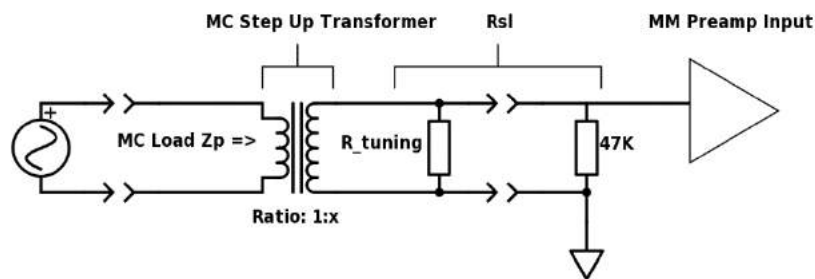 MC Step Up Transformer
Rsl
MM Preamp Input
+
MC Load Zp =>
R_tuning
47K
Ratio: 1:x